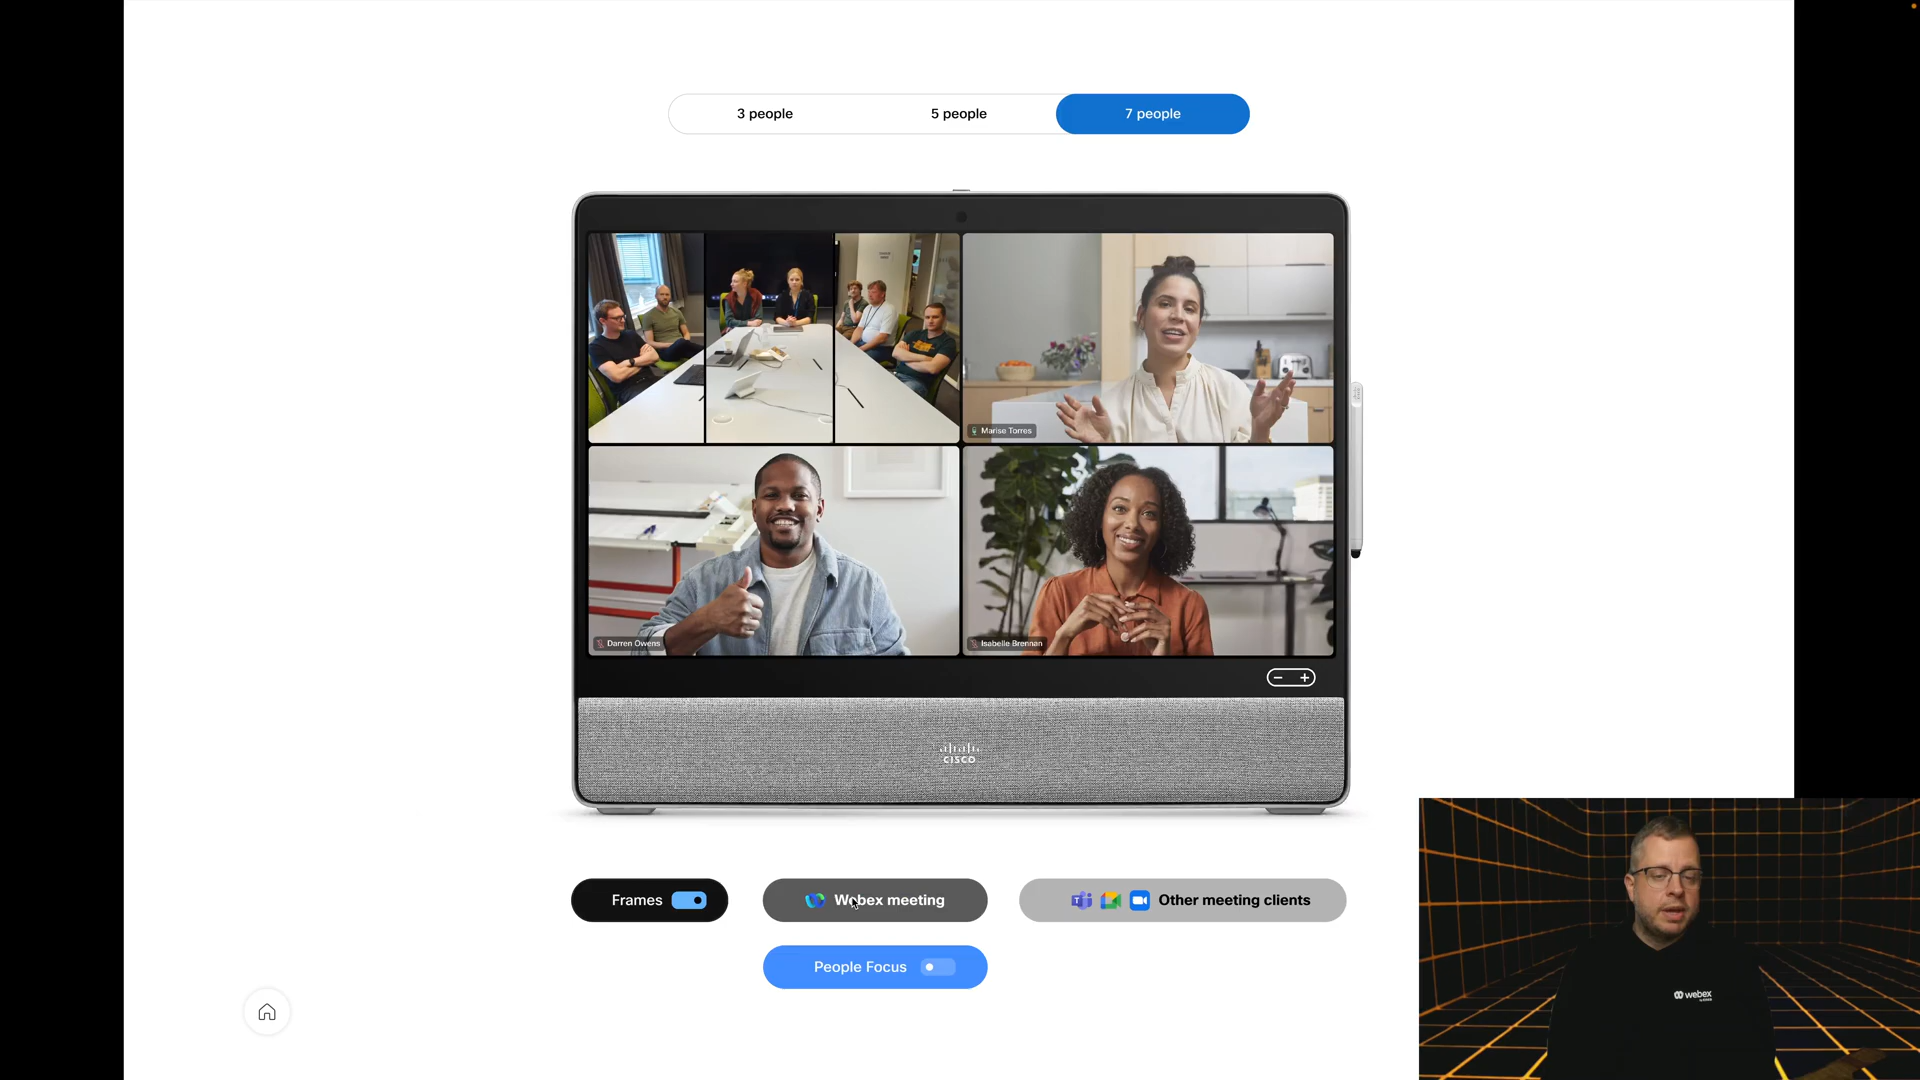 3 people
5 people
7 people
Marise Torres
Darren Owens
Isabelle Brennan
CISCO
Frames
Webex meeting
Other meeting clients
People Focus
webex